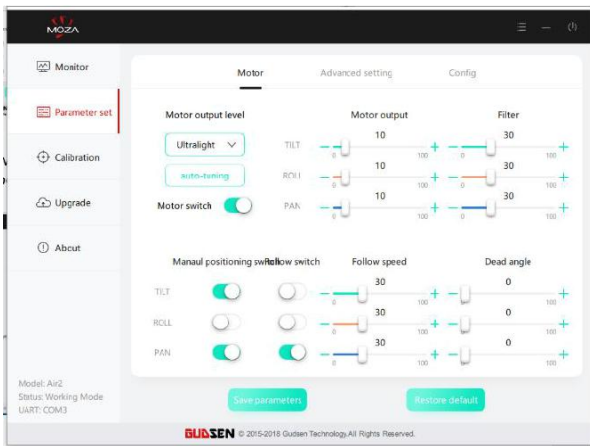 MOZA
Monitor
Parameter set
Calibration
Upgrade
About
Model: Air2
Status: Working Mode
UART: COM3
Motor Advanced setting Config
Motor output level Motor output Filter
Ultralight
auto-tuning
Motor switch
TILT 10 0 100 30 0 100
ROLL 10 0 100 30 0 100
PAN 10 0 100 30 0 100
Manaul positioning switch Follow switch Follow speed Dead angle
TILT 30 0 100 0 0 100
ROLL 30 0 100 0 0 100
PAN 30 0 100 0 0 100
Save parameters Restore default
GUDSEN © 2015-2018 Gudsen Technology.All Rights Reserved.